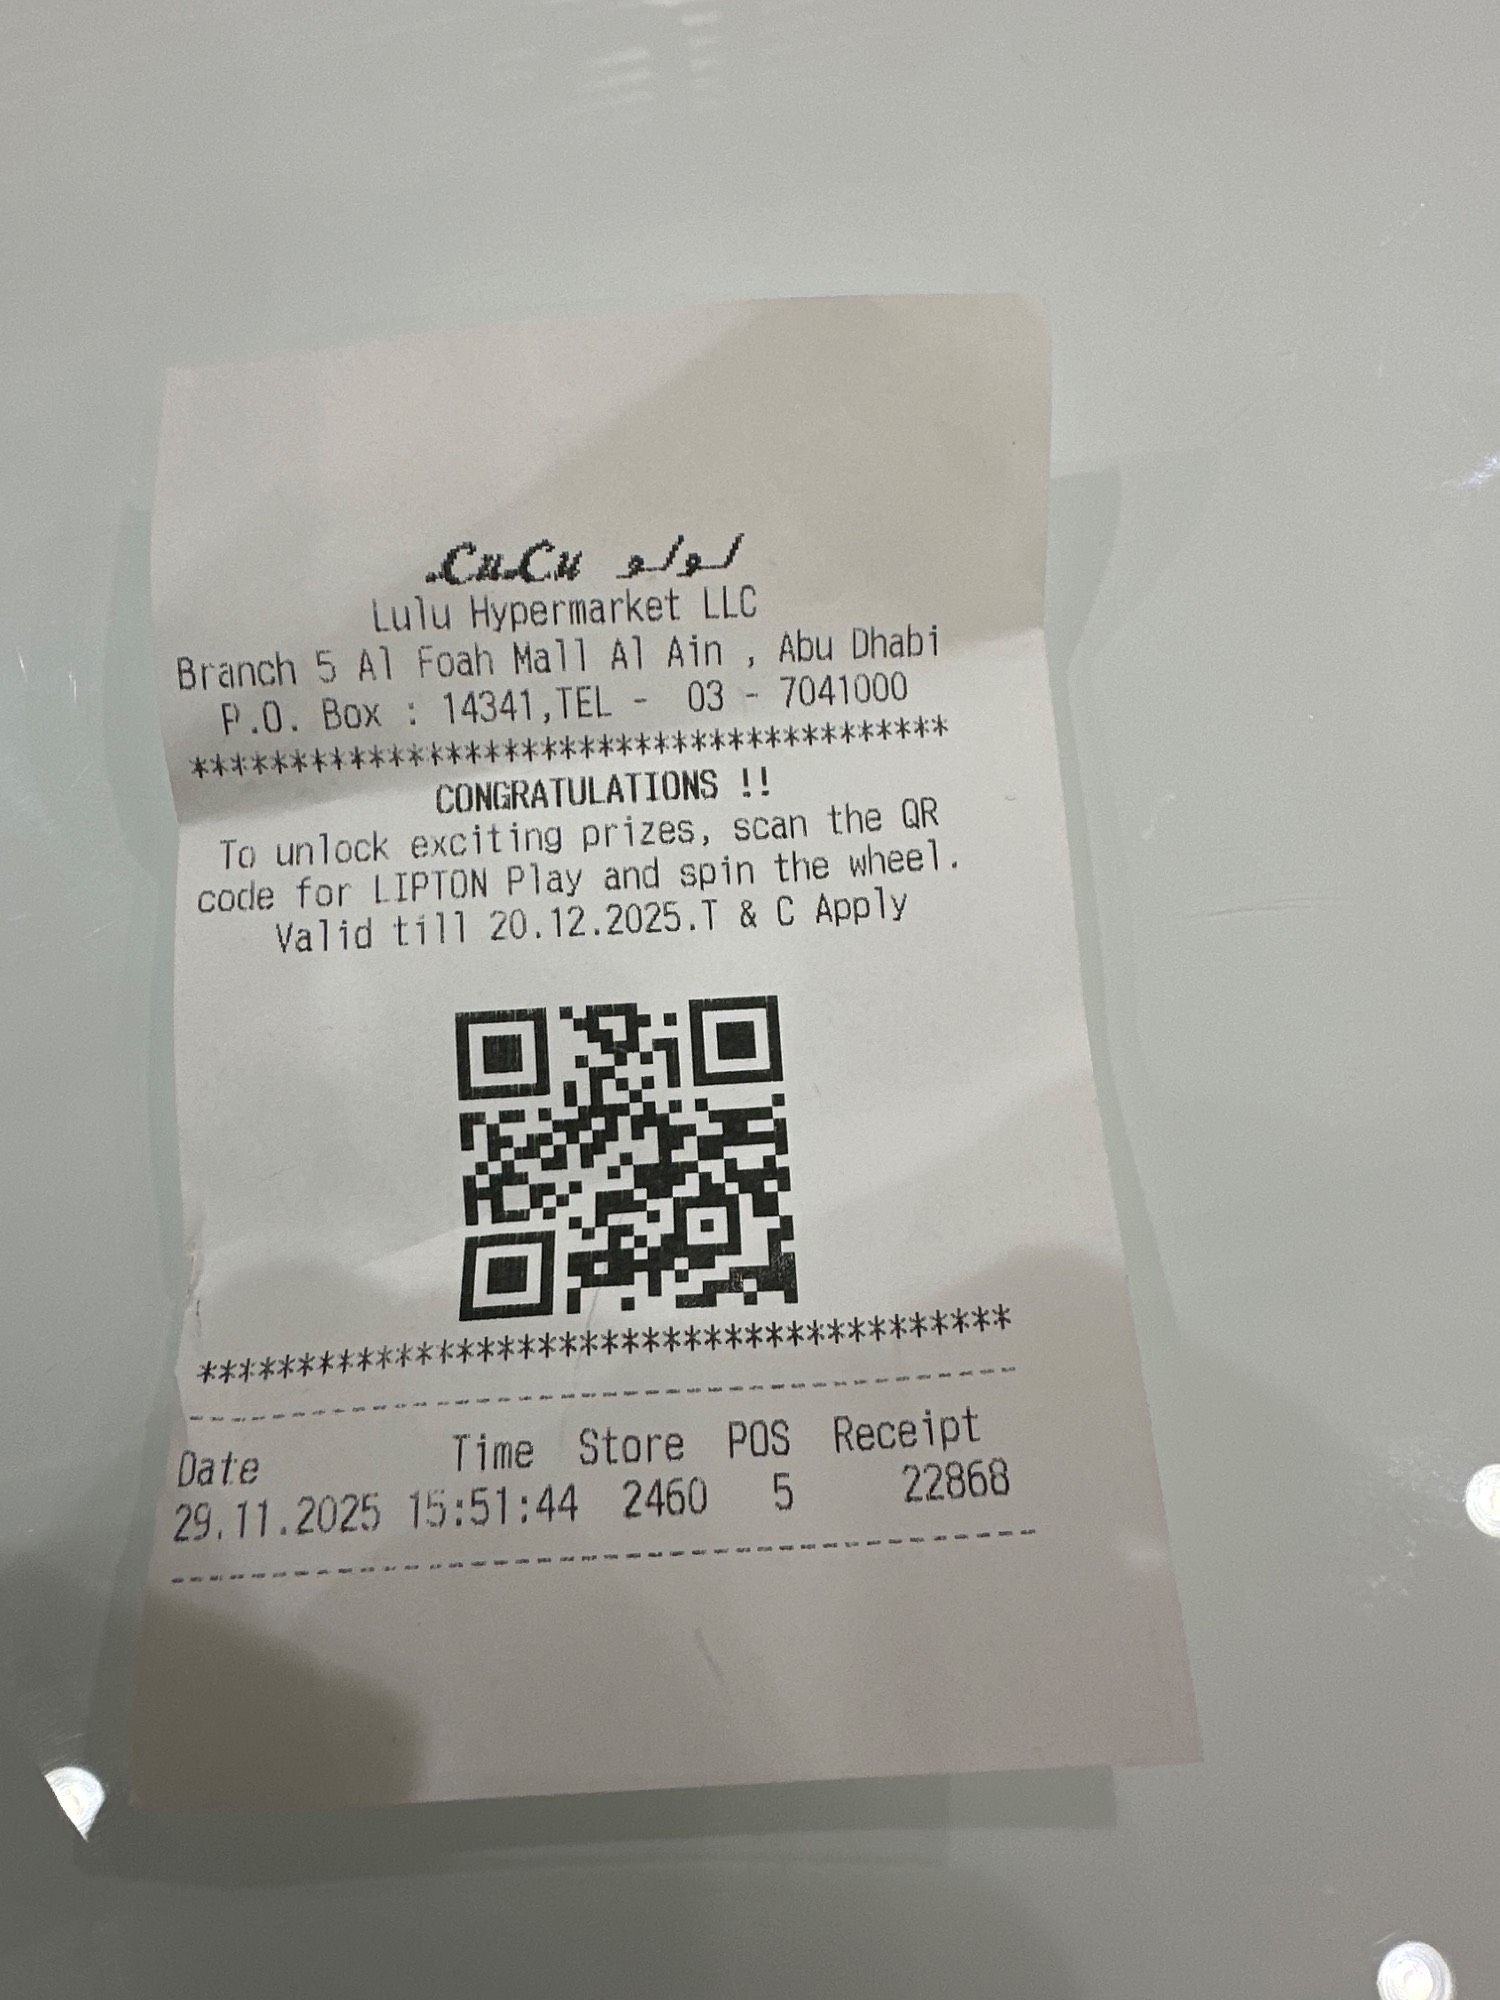 LuLu لولو
Lulu Hypermarket LLC
Branch 5 Al Foah Mall Al Ain , Abu Dhabi
P.O. Box : 14341,TEL - 03 - 7041000
**************************************
CONGRATULATIONS !!
To unlock exciting prizes, scan the QR
code for LIPTON Play and spin the wheel.
Valid till 20.12.2025.T & C Apply
****************************************
Date Time Store POS Receipt
29.11.2025 15:51:44 2460 5 22868